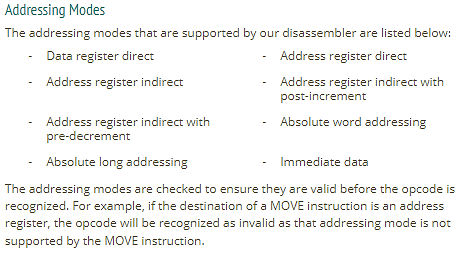 Addressing Modes
The addressing modes that are supported by our disassembler are listed below:
- Data register direct
- Address register direct
- Address register indirect
- Address register indirect with
post-increment
- Address register indirect with
pre-decrement
- Absolute word addressing
- Absolute long addressing
- Immediate data
The addressing modes are checked to ensure they are valid before the opcode is
recognized. For example, if the destination of a MOVE instruction is an address
register, the opcode will be recognized as invalid as that addressing mode is not
supported by the MOVE instruction.